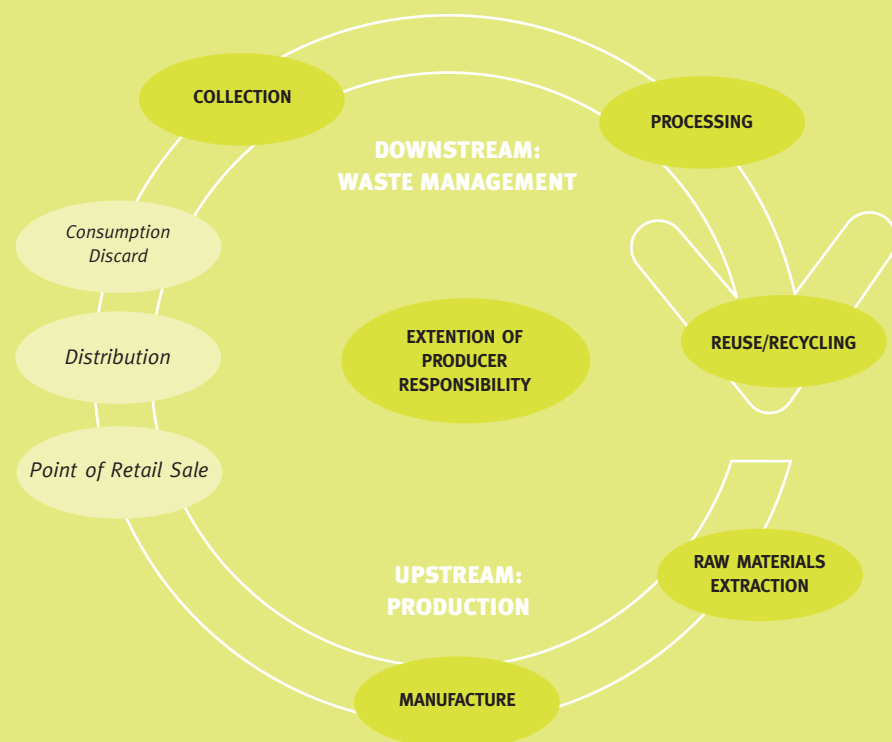 COLLECTION
PROCESSING
DOWNSTREAM:
WASTE MANAGEMENT
Consumption
Discard
EXTENTION OF
PRODUCER
RESPONSIBILITY
REUSE/RECYCLING
Distribution
Point of Retail Sale
UPSTREAM:
PRODUCTION
RAW MATERIALS
EXTRACTION
MANUFACTURE